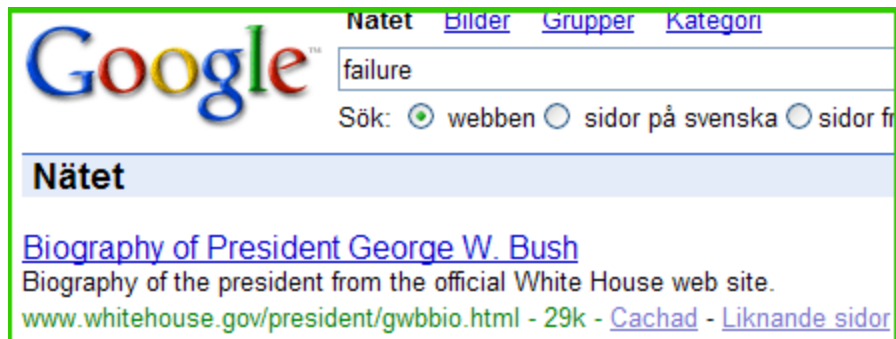 Nätet Bilder Grupper Kategori
Google™
failure
Sök: webben sidor på svenska sidor
Nätet
Biography of President George W. Bush
Biography of the president from the official White House web site.
www.whitehouse.gov/president/gwbbio.html - 29k - Cachad - Liknande sidor